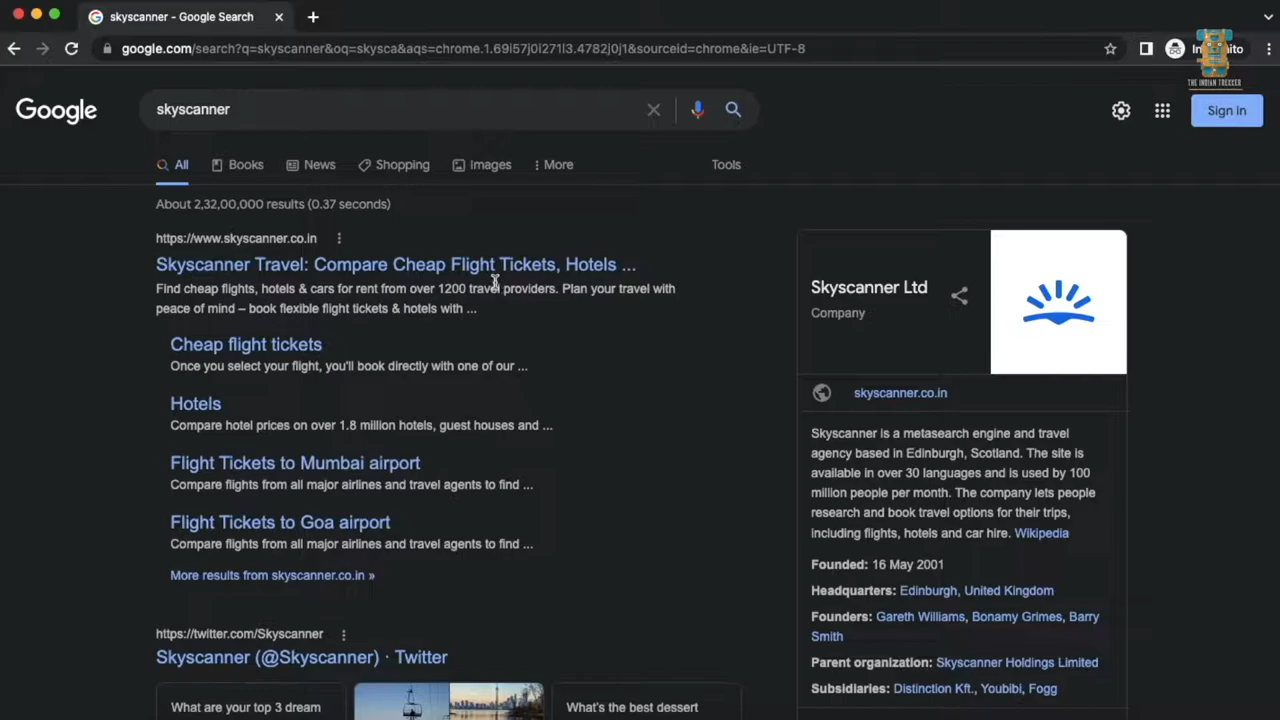 skyscanner - Google Search
google.com/search?q=skyscanner&oq=skysca&aqs=chrome.1.69i57j0i271l3.4782j0j1&sourceid=chrome&ie=UTF-8
THE INDIAN TREKKER
Google
skyscanner
Sign in
All Books News Shopping Images More Tools
About 2,32,00,000 results (0.37 seconds)
https://www.skyscanner.co.in
Skyscanner Travel: Compare Cheap Flight Tickets, Hotels ...
Find cheap flights, hotels & cars for rent from over 1200 travel providers. Plan your travel with
peace of mind – book flexible flight tickets & hotels with ...
Cheap flight tickets
Once you select your flight, you'll book directly with one of our ...
Hotels
Compare hotel prices on over 1.8 million hotels, guest houses and ...
Flight Tickets to Mumbai airport
Compare flights from all major airlines and travel agents to find ...
Flight Tickets to Goa airport
Compare flights from all major airlines and travel agents to find ...
More results from skyscanner.co.in »
https://twitter.com/Skyscanner
Skyscanner (@Skyscanner) · Twitter
What are your top 3 dream
What's the best dessert
Skyscanner Ltd
Company
skyscanner.co.in
Skyscanner is a metasearch engine and travel
agency based in Edinburgh, Scotland. The site is
available in over 30 languages and is used by 100
million people per month. The company lets people
research and book travel options for their trips,
including flights, hotels and car hire. Wikipedia
Founded: 16 May 2001
Headquarters: Edinburgh, United Kingdom
Founders: Gareth Williams, Bonamy Grimes, Barry
Smith
Parent organization: Skyscanner Holdings Limited
Subsidiaries: Distinction Kft., Youbibi, Fogg